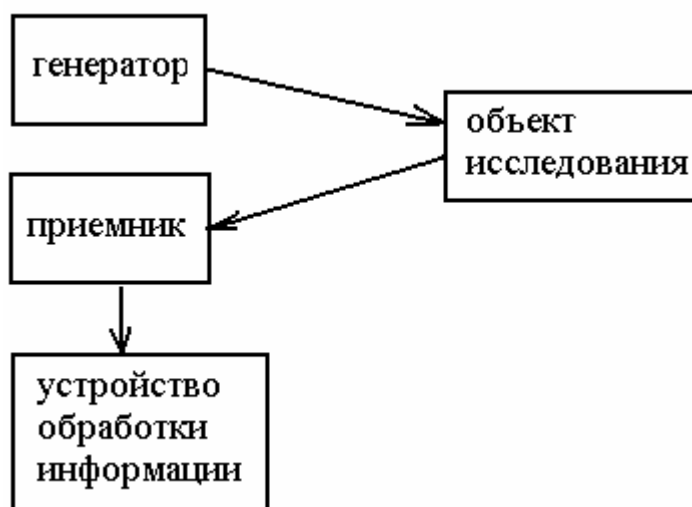 генератор
объект
исследования
приемник
устройство
обработки
информации